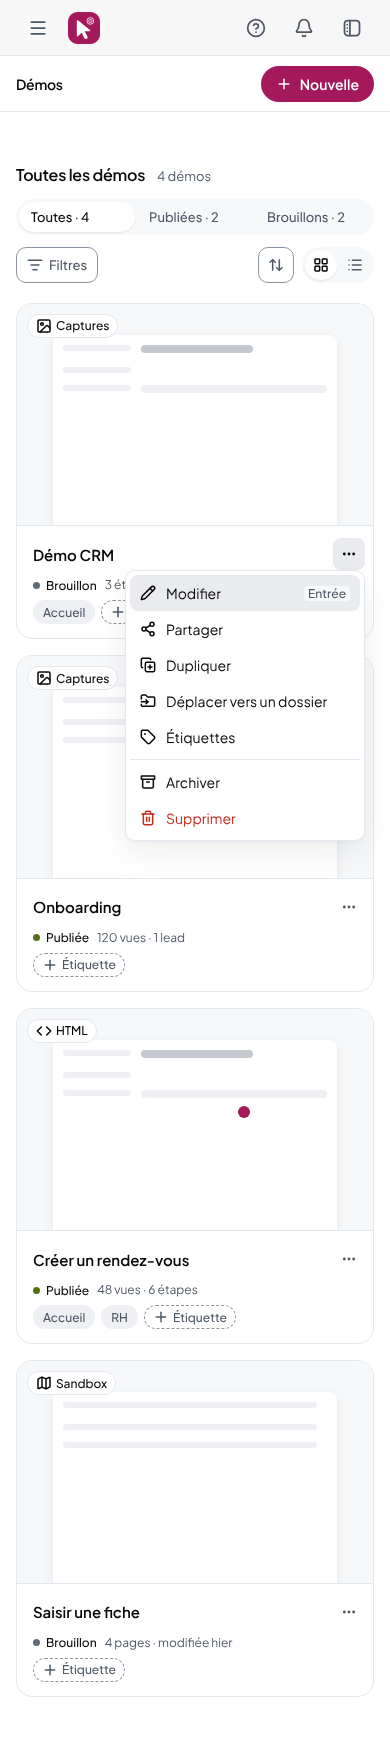 Démos
Nouvelle
Toutes les démos 4 démos
Toutes · 4 Publiées · 2 Brouillons · 2
Filtres
Captures
Démo CRM
Brouillon 3 ét
Accueil
Modifier Entrée
Partager
Dupliquer
Déplacer vers un dossier
Étiquettes
Archiver
Supprimer
Captures
Onboarding
Publiée 120 vues · 1 lead
Étiquette
HTML
Créer un rendez-vous
Publiée 48 vues · 6 étapes
Accueil RH Étiquette
Sandbox
Saisir une fiche
Brouillon 4 pages · modifiée hier
Étiquette